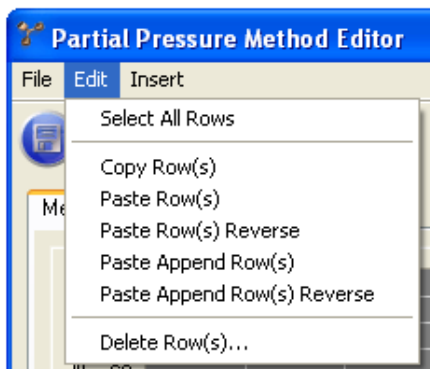 Partial Pressure Method Editor
File Edit Insert
Select All Rows
Copy Row(s)
Paste Row(s)
Paste Row(s) Reverse
Paste Append Row(s)
Paste Append Row(s) Reverse
Delete Row(s)...